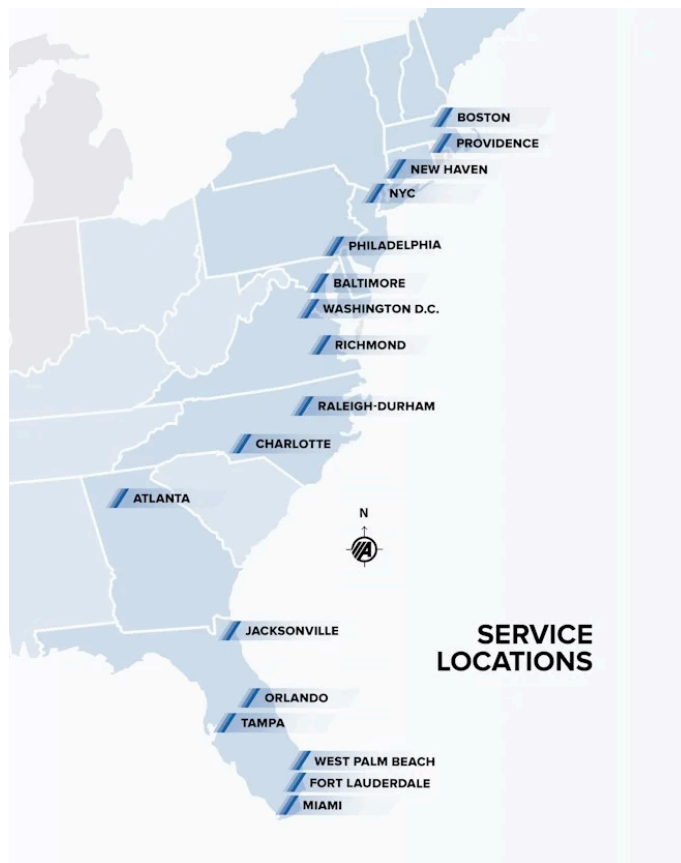 BOSTON
PROVIDENCE
NEW HAVEN
NYC
PHILADELPHIA
BALTIMORE
WASHINGTON D.C.
RICHMOND
RALEIGH-DURHAM
CHARLOTTE
ATLANTA
N
JACKSONVILLE
SERVICE
LOCATIONS
ORLANDO
TAMPA
WEST PALM BEACH
FORT LAUDERDALE
MIAMI